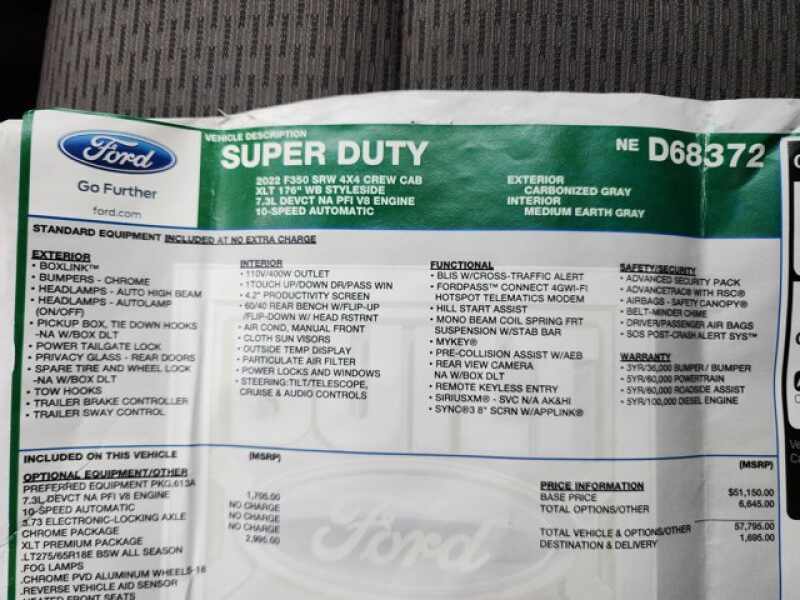 Ford
Go Further
ford.com
VEHICLE DESCRIPTION
SUPER DUTY
NE D68372
2022 F350 SRW 4X4 CREW CAB
XLT 176" WB STYLESIDE
7.3L DEVCT NA PFI V8 ENGINE
10-SPEED AUTOMATIC
EXTERIOR
CARBONIZED GRAY
INTERIOR
MEDIUM EARTH GRAY
STANDARD EQUIPMENT INCLUDED AT NO EXTRA CHARGE
EXTERIOR
• BOXLINK™
• BUMPERS - CHROME
• HEADLAMPS - AUTO HIGH BEAM
• HEADLAMPS - AUTOLAMP
(ON/OFF)
• PICKUP BOX, TIE DOWN HOOKS
-NA W/BOX DLT
• POWER TAILGATE LOCK
• PRIVACY GLASS - REAR DOORS
• SPARE TIRE AND WHEEL LOCK
-NA W/BOX DLT
• TOW HOOKS
• TRAILER BRAKE CONTROLLER
• TRAILER SWAY CONTROL
INTERIOR
• 110V/400W OUTLET
• 1TOUCH UP/DOWN DR/PASS WIN
• 4.2" PRODUCTIVITY SCREEN
• 60/40 REAR BENCH W/FLIP-UP
/FLIP-DOWN W/ HEAD RSTRNT
• AIR COND, MANUAL FRONT
• CLOTH SUN VISORS
• OUTSIDE TEMP DISPLAY
• PARTICULATE AIR FILTER
• POWER LOCKS AND WINDOWS
• STEERING:TILT/TELESCOPE,
CRUISE & AUDIO CONTROLS
FUNCTIONAL
• BLIS W/CROSS-TRAFFIC ALERT
• FORDPASS™ CONNECT 4GWI-FI
HOTSPOT TELEMATICS MODEM
• HILL START ASSIST
• MONO BEAM COIL SPRING FRT
SUSPENSION W/STAB BAR
• MYKEY®
• PRE-COLLISION ASSIST W/AEB
• REAR VIEW CAMERA
NA W/BOX DLT
• REMOTE KEYLESS ENTRY
• SIRIUSXM® - SVC N/A AK&HI
• SYNC®3 8" SCRN W/APPLINK®
SAFETY/SECURITY
• ADVANCED SECURITY PACK
• ADVANCETRAC® WITH RSC®
• AIRBAGS - SAFETY CANOPY®
• BELT-MINDER CHIME
• DRIVER/PASSENGER AIR BAGS
• SOS POST-CRASH ALERT SYS™
WARRANTY
• 3YR/36,000 BUMPER / BUMPER
• 5YR/60,000 POWERTRAIN
• 5YR/60,000 ROADSIDE ASSIST
• 5YR/100,000 DIESEL ENGINE
INCLUDED ON THIS VEHICLE (MSRP)
OPTIONAL EQUIPMENT/OTHER
PREFERRED EQUIPMENT PKG.613A
7.3L DEVCT NA PFI V8 ENGINE 1,795.00
10-SPEED AUTOMATIC NO CHARGE
3.73 ELECTRONIC-LOCKING AXLE NO CHARGE
CHROME PACKAGE NO CHARGE
XLT PREMIUM PACKAGE 2,995.00
.LT275/65R18E BSW ALL SEASON
.FOG LAMPS
.CHROME PVD ALUMINUM WHEELS-18
.REVERSE VEHICLE AID SENSOR
.HEATED FRONT SEATS
(MSRP)
PRICE INFORMATION
BASE PRICE $51,150.00
TOTAL OPTIONS/OTHER 6,645.00
TOTAL VEHICLE & OPTIONS/OTHER 57,795.00
DESTINATION & DELIVERY 1,695.00
Ford